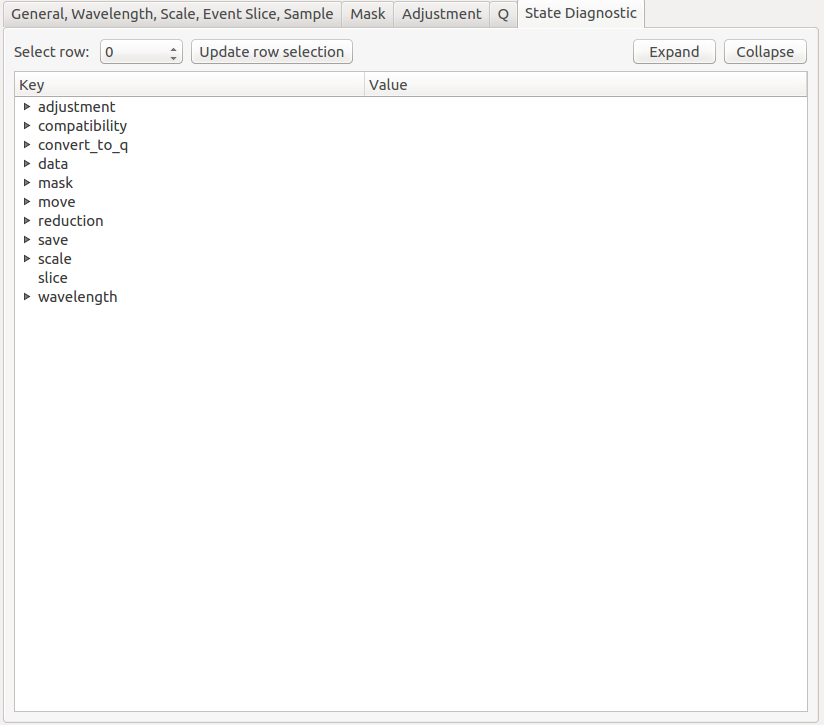 General, Wavelength, Scale, Event Slice, Sample Mask Adjustment Q State Diagnostic
Select row: 0 Update row selection Expand Collapse
Key Value
adjustment
compatibility
convert_to_q
data
mask
move
reduction
save
scale
slice
wavelength